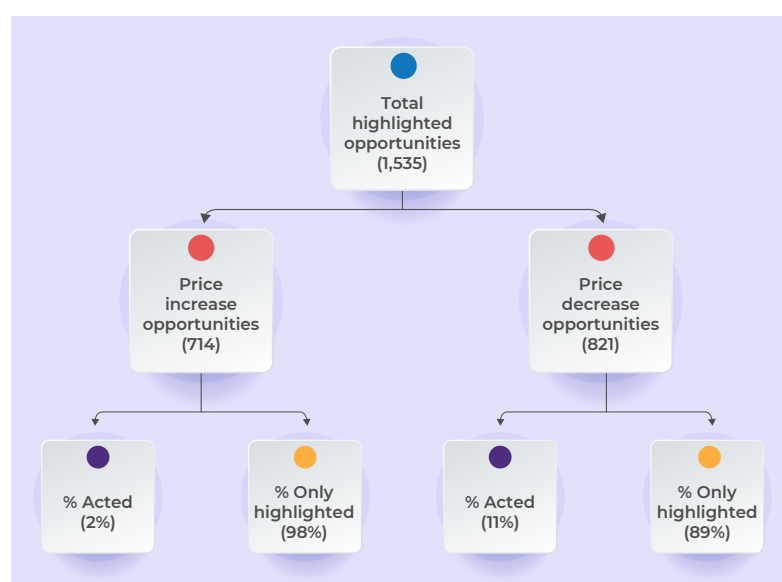 Total
highlighted
opportunities
(1,535)
Price
increase
opportunities
(714)
Price
decrease
opportunities
(821)
% Acted
(2%)
% Only
highlighted
(98%)
% Acted
(11%)
% Only
highlighted
(89%)